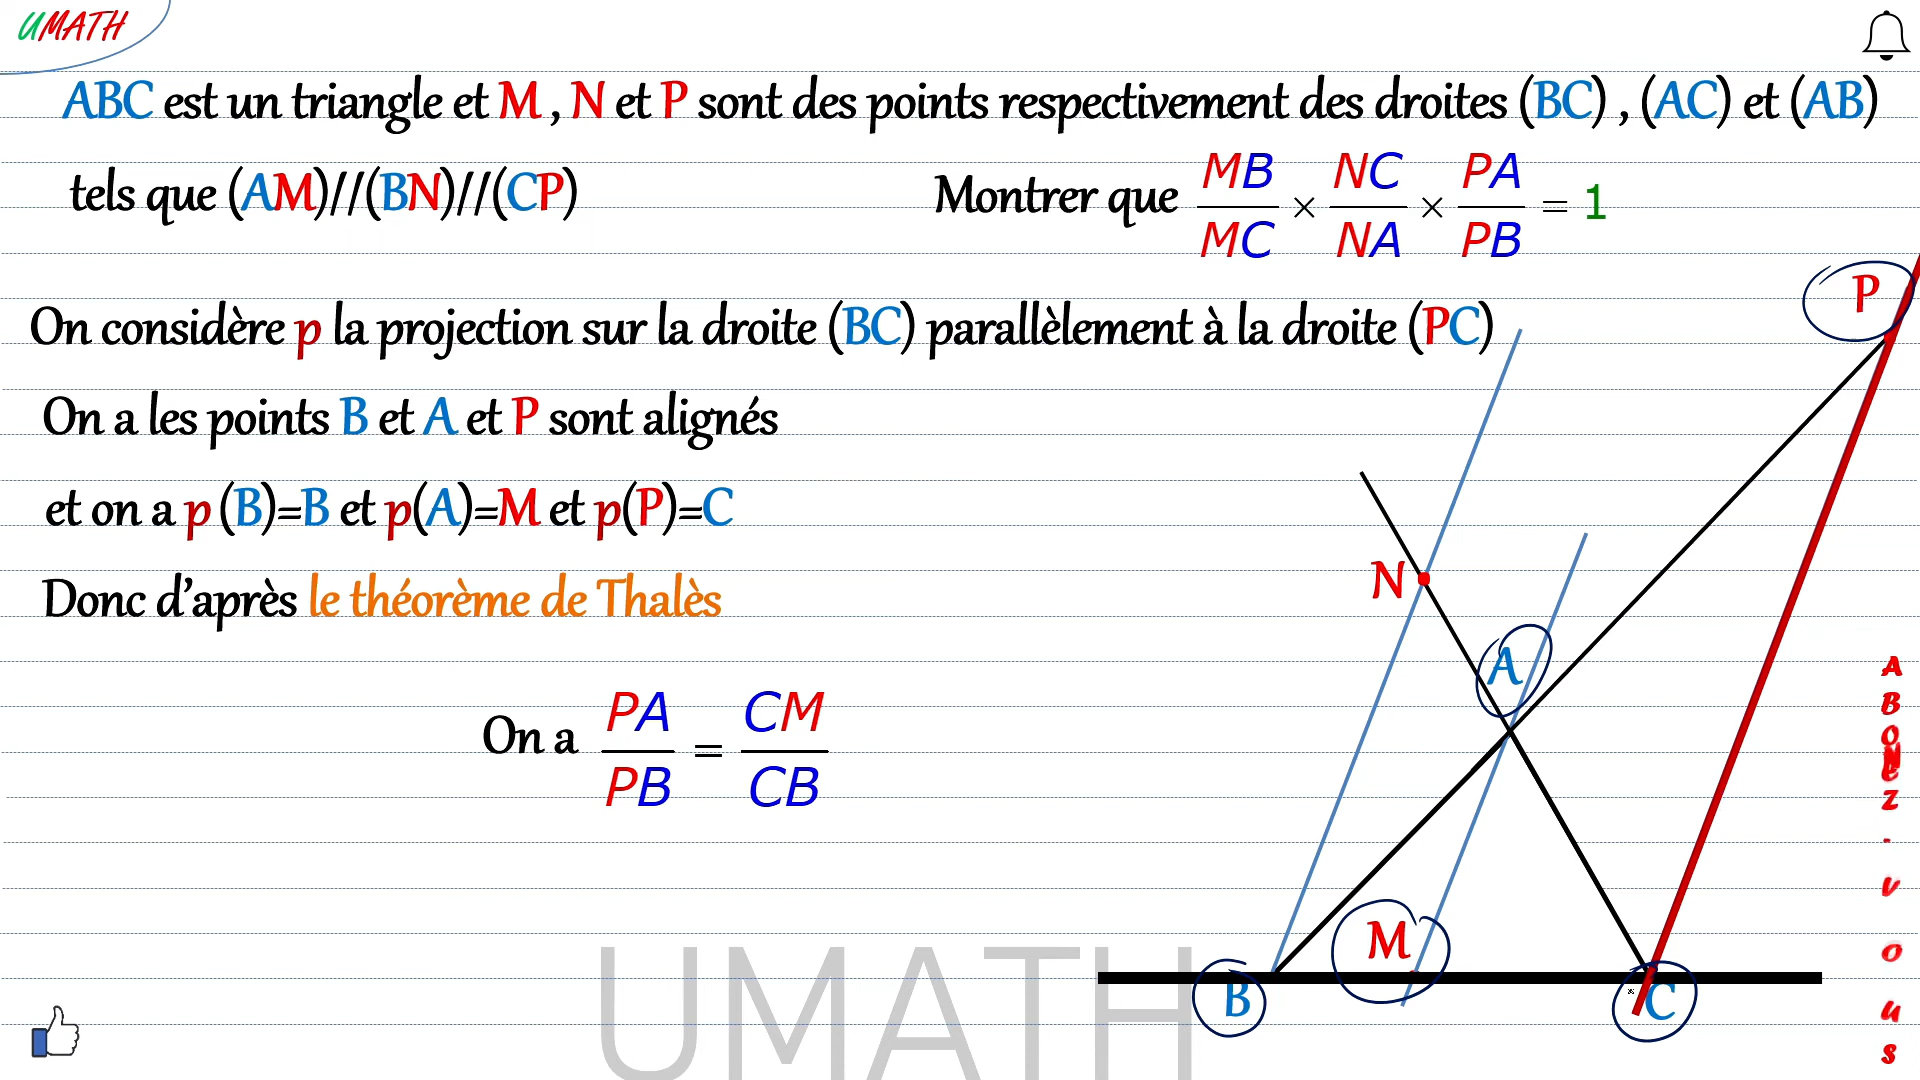 UMATH
ABC est un triangle et M , N et P sont des points respectivement des droites (BC) , (AC) et (AB)
tels que (AM)//(BN)//(CP)
Montrer que MB/MC × NC/NA × PA/PB = 1
On considère p la projection sur la droite (BC) parallèlement à la droite (PC)
On a les points B et A et P sont alignés
et on a p (B)=B et p(A)=M et p(P)=C
Donc d’après le théorème de Thalès
On a PA/PB = CM/CB
P
N
A
M
B
C
ABONNEZ-VOUS
UMATH